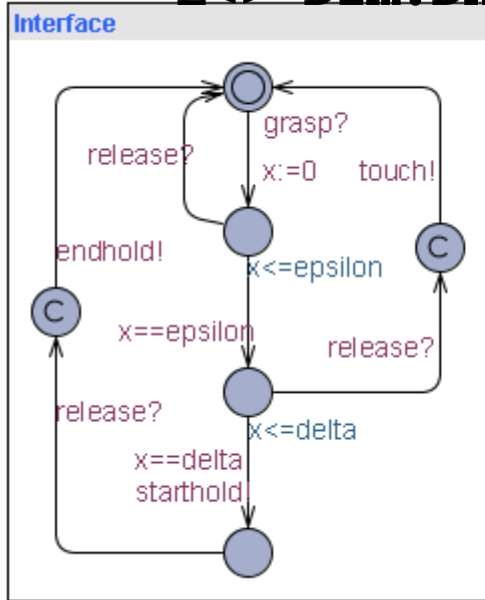 Interface
grasp?
release?
x:=0
touch!
endhold!
x<=epsilon
C
C
x==epsilon
release?
release?
x<=delta
x==delta
starthold!